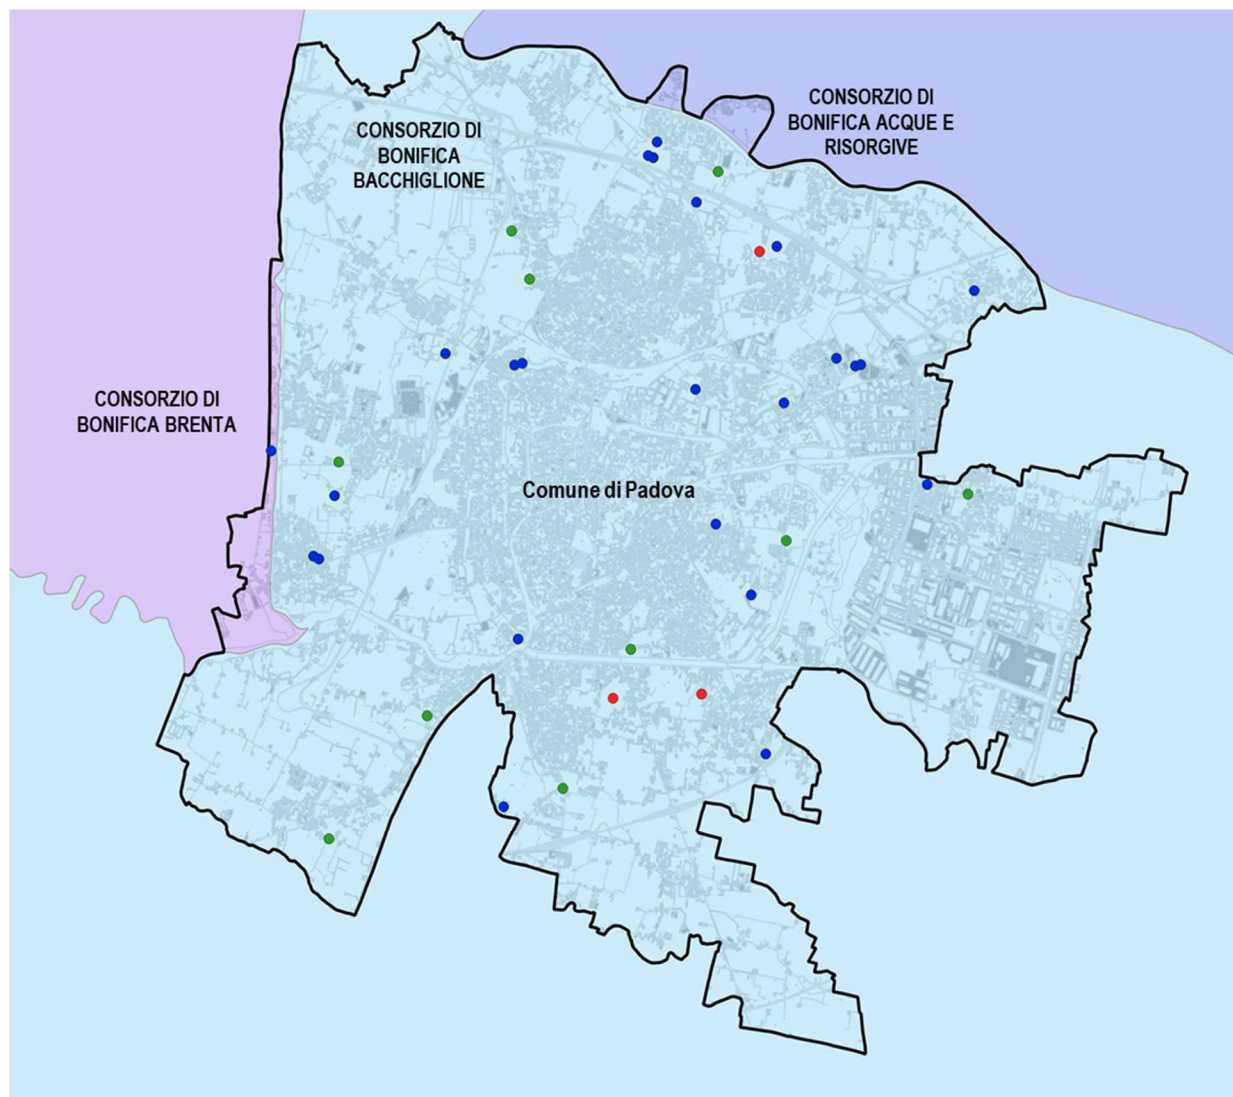 CONSORZIO DI
BONIFICA ACQUE E
RISORGIVE
CONSORZIO DI
BONIFICA
BACCHIGLIONE
CONSORZIO DI
BONIFICA BRENTA
Comune di Padova